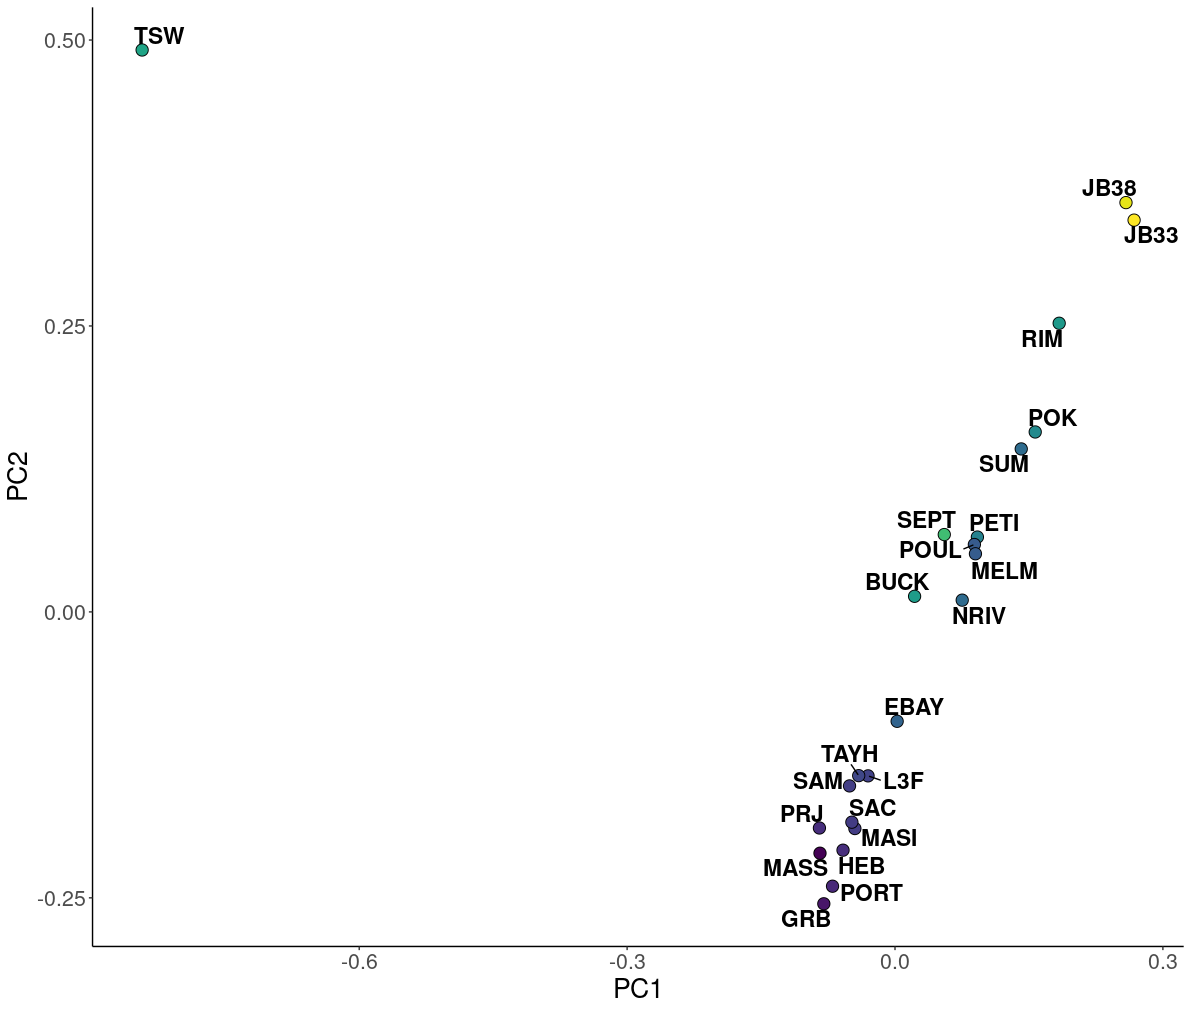 TSW
0.50
JB38
JB33
0.25
RIM
POK
SUM
SEPT
PETI
POUL
MELM
BUCK
0.00
NRIV
EBAY
TAYH
SAM
L3F
SAC
PRJ
MASI
MASS
HEB
PORT
-0.25
GRB
-0.6
-0.3
0.0
0.3
PC1
PC2